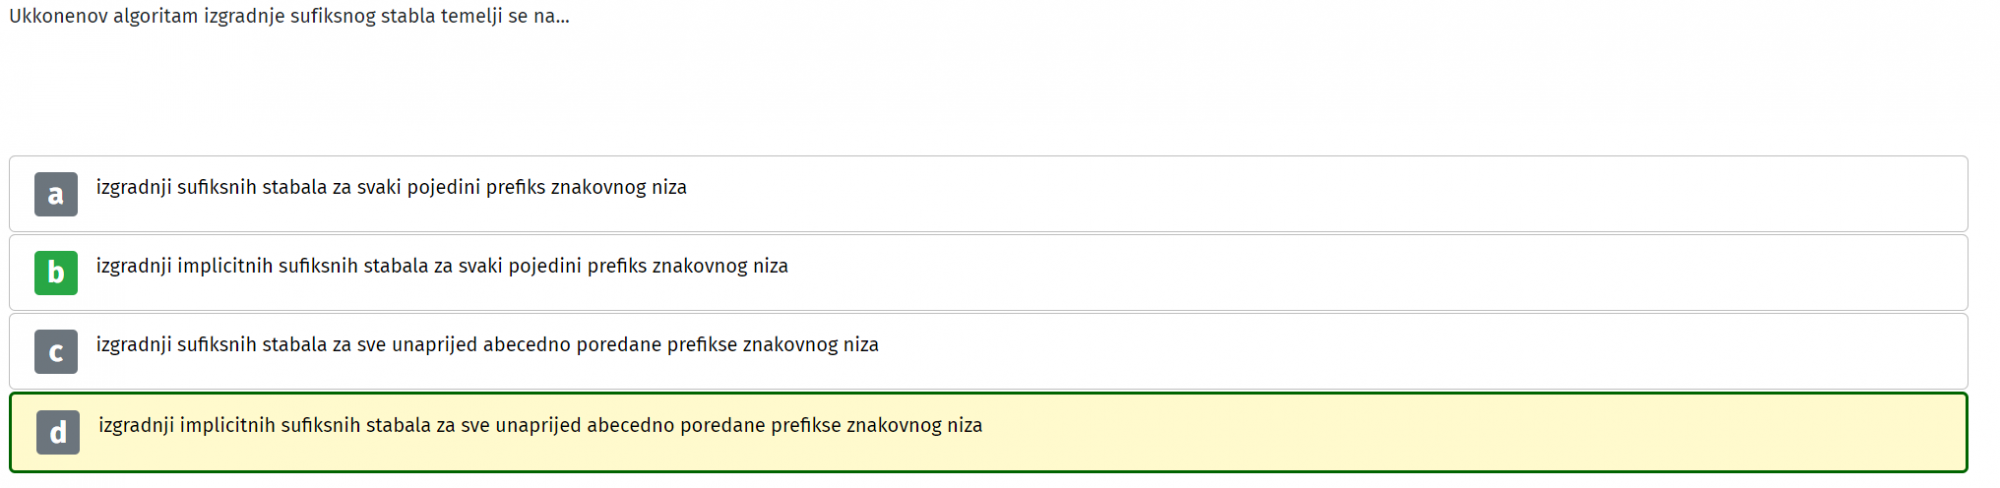 Ukkonenov algoritam izgradnje sufiksnog stabla temelji se na...
a izgradnji sufiksnih stabala za svaki pojedini prefiks znakovnog niza
b izgradnji implicitnih sufiksnih stabala za svaki pojedini prefiks znakovnog niza
c izgradnji sufiksnih stabala za sve unaprijed abecedno poredane prefikse znakovnog niza
d izgradnji implicitnih sufiksnih stabala za sve unaprijed abecedno poredane prefikse znakovnog niza